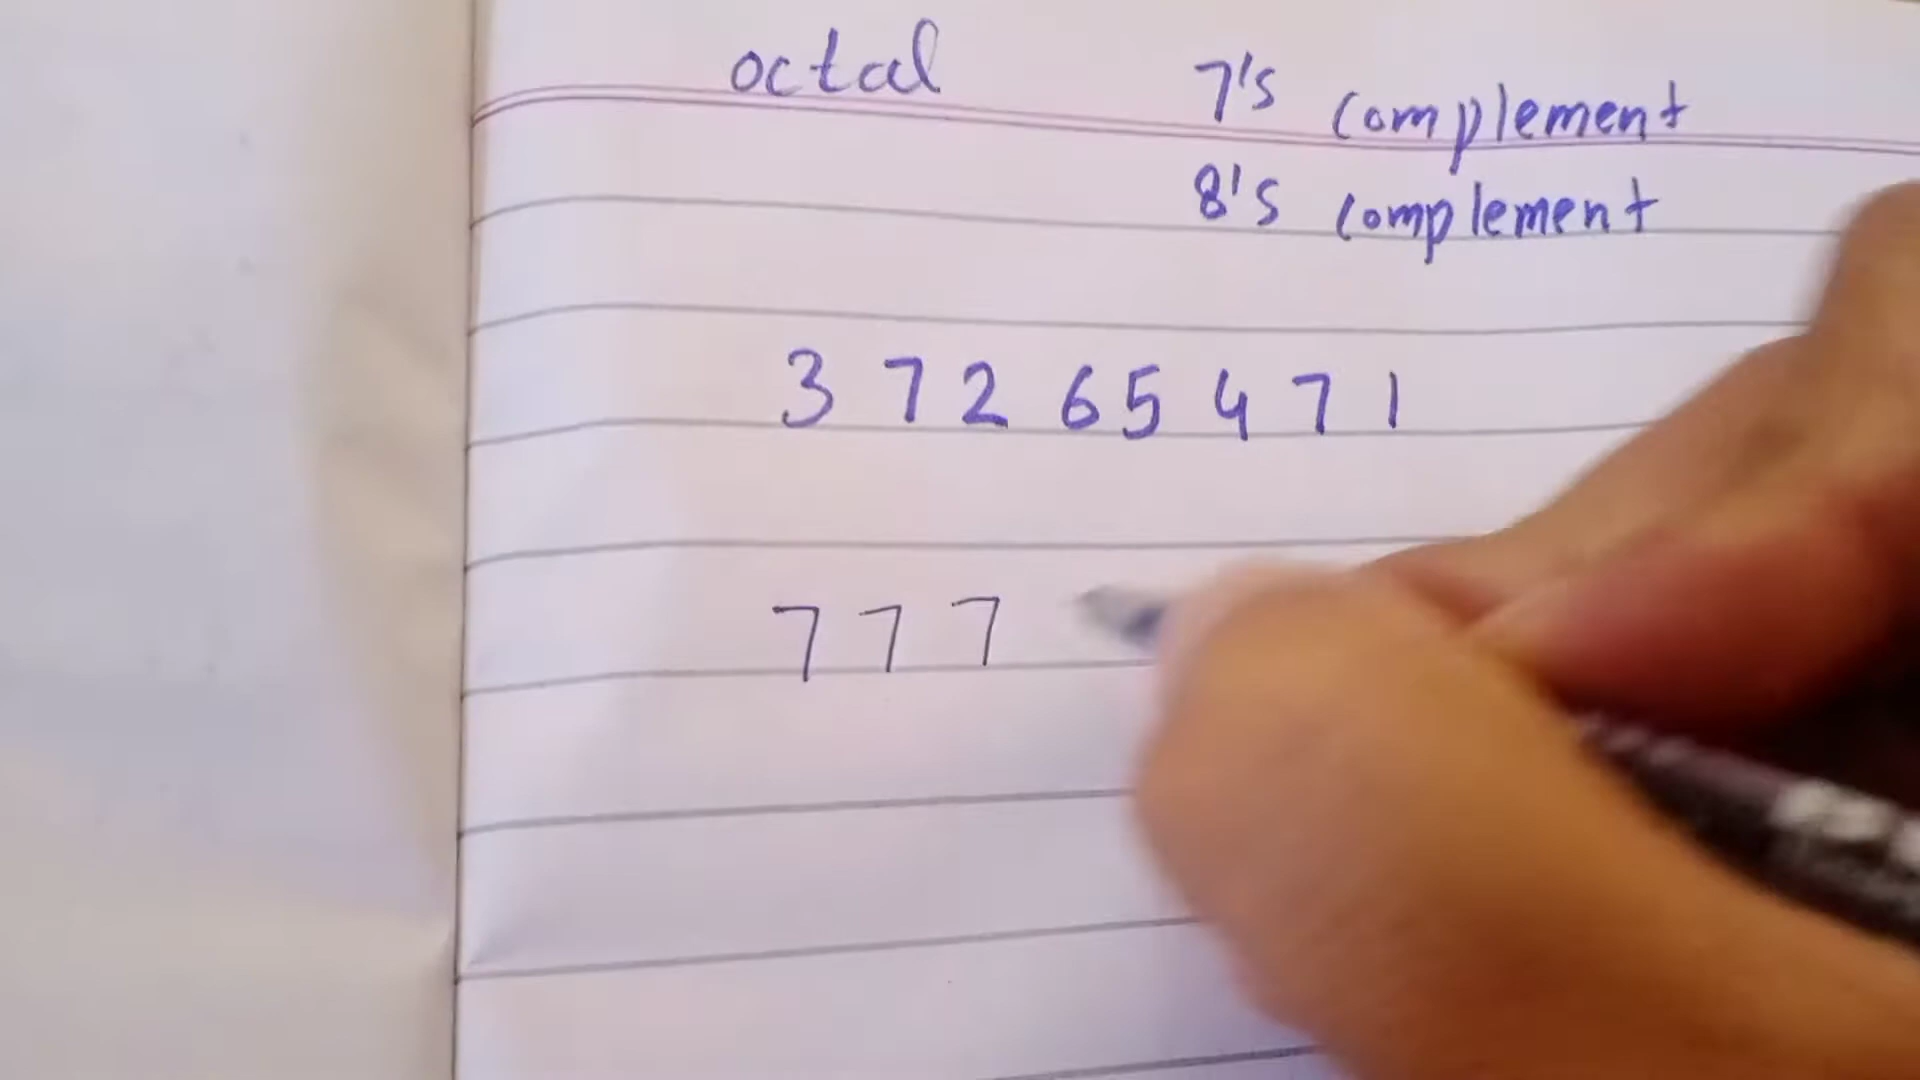 octal 7's complement
8's complement
3 7 2 6 5 4 7 1
7 7 7